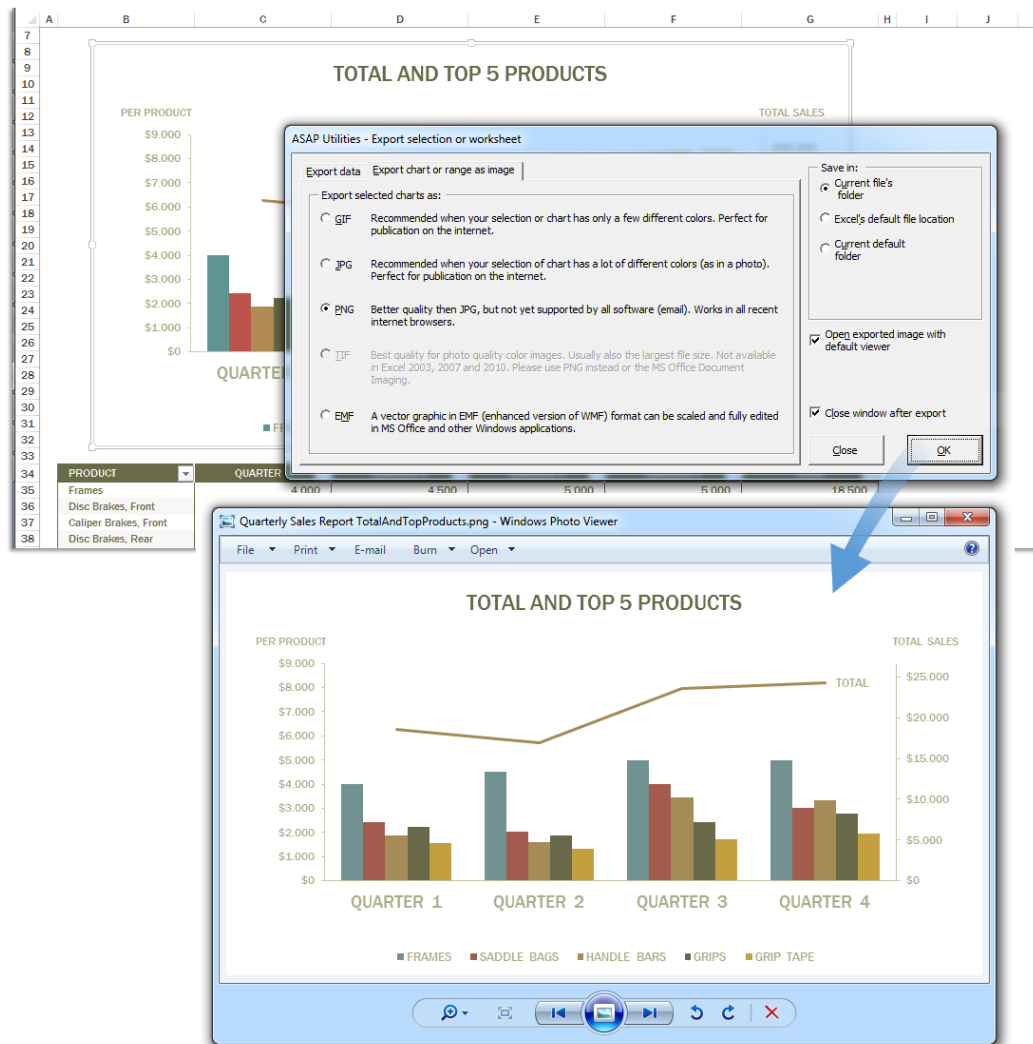 A B C D E F G H I J
7
8
9
10
11
12
13
14
15
16
17
18
19
20
21
22
23
24
25
26
27
28
29
30
31
32
33
34
35
36
37
38
TOTAL AND TOP 5 PRODUCTS
PER PRODUCT TOTAL SALES
$9.000
$8.000
$7.000
$6.000
$5.000
$4.000
$3.000
$2.000
$1.000
$0
QUARTE
FR
ASAP Utilities - Export selection or worksheet
Export data Export chart or range as image
Export selected charts as:
GIF Recommended when your selection or chart has only a few different colors. Perfect for
publication on the internet.
JPG Recommended when your selection of chart has a lot of different colors (as in a photo).
Perfect for publication on the internet.
PNG Better quality then JPG, but not yet supported by all software (email). Works in all recent
internet browsers.
TIF Best quality for photo quality color images. Usually also the largest file size. Not available
in Excel 2003, 2007 and 2010. Please use PNG instead or the MS Office Document
Imaging.
EMF A vector graphic in EMF (enhanced version of WMF) format can be scaled and fully edited
in MS Office and other Windows applications.
Save in:
Current file's
folder
Excel's default file location
Current default
folder
Open exported image with
default viewer
Close window after export
Close OK
PRODUCT QUARTER
Frames 4.000 4.500 5.000 5.000 18.500
Disc Brakes, Front
Caliper Brakes, Front
Disc Brakes, Rear
Quarterly Sales Report TotalAndTopProducts.png - Windows Photo Viewer
File Print E-mail Burn Open
TOTAL AND TOP 5 PRODUCTS
PER PRODUCT TOTAL SALES
$9.000
$8.000
$7.000
$6.000
$5.000
$4.000
$3.000
$2.000
$1.000
$0
TOTAL
$25.000
$20.000
$15.000
$10.000
$5.000
$0
QUARTER 1 QUARTER 2 QUARTER 3 QUARTER 4
FRAMES SADDLE BAGS HANDLE BARS GRIPS GRIP TAPE